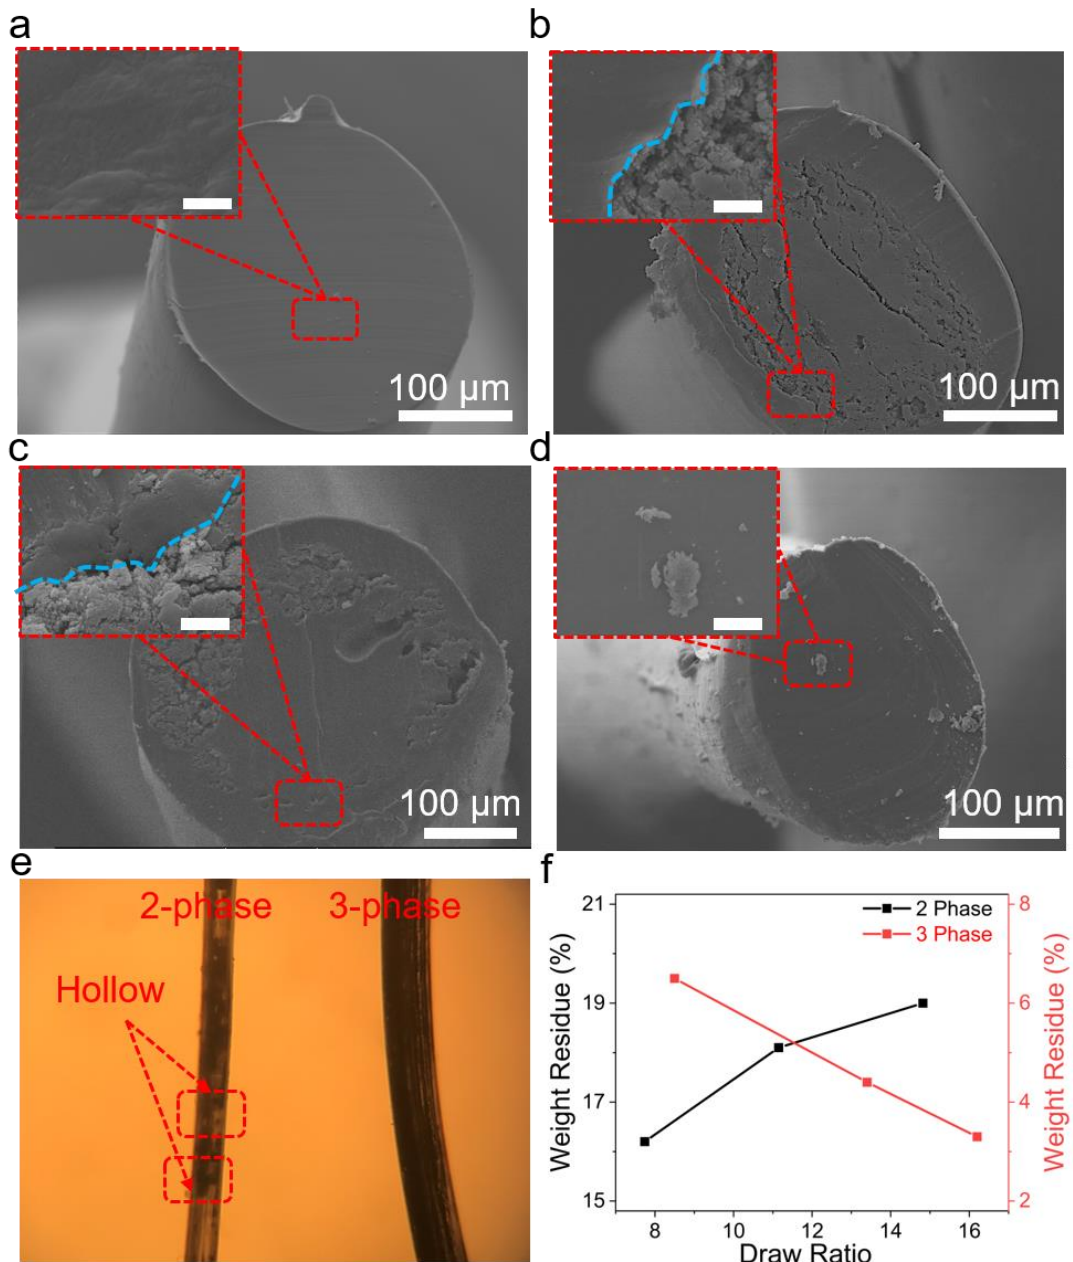 a
b
100 µm
100 µm
c
d
100 µm
100 µm
e
f
2-phase
3-phase
Hollow
21
19
17
15
Weight Residue (%)
2 Phase
3 Phase
8
6
4
2
Weight Residue (%)
8
10
12
14
16
Draw Ratio